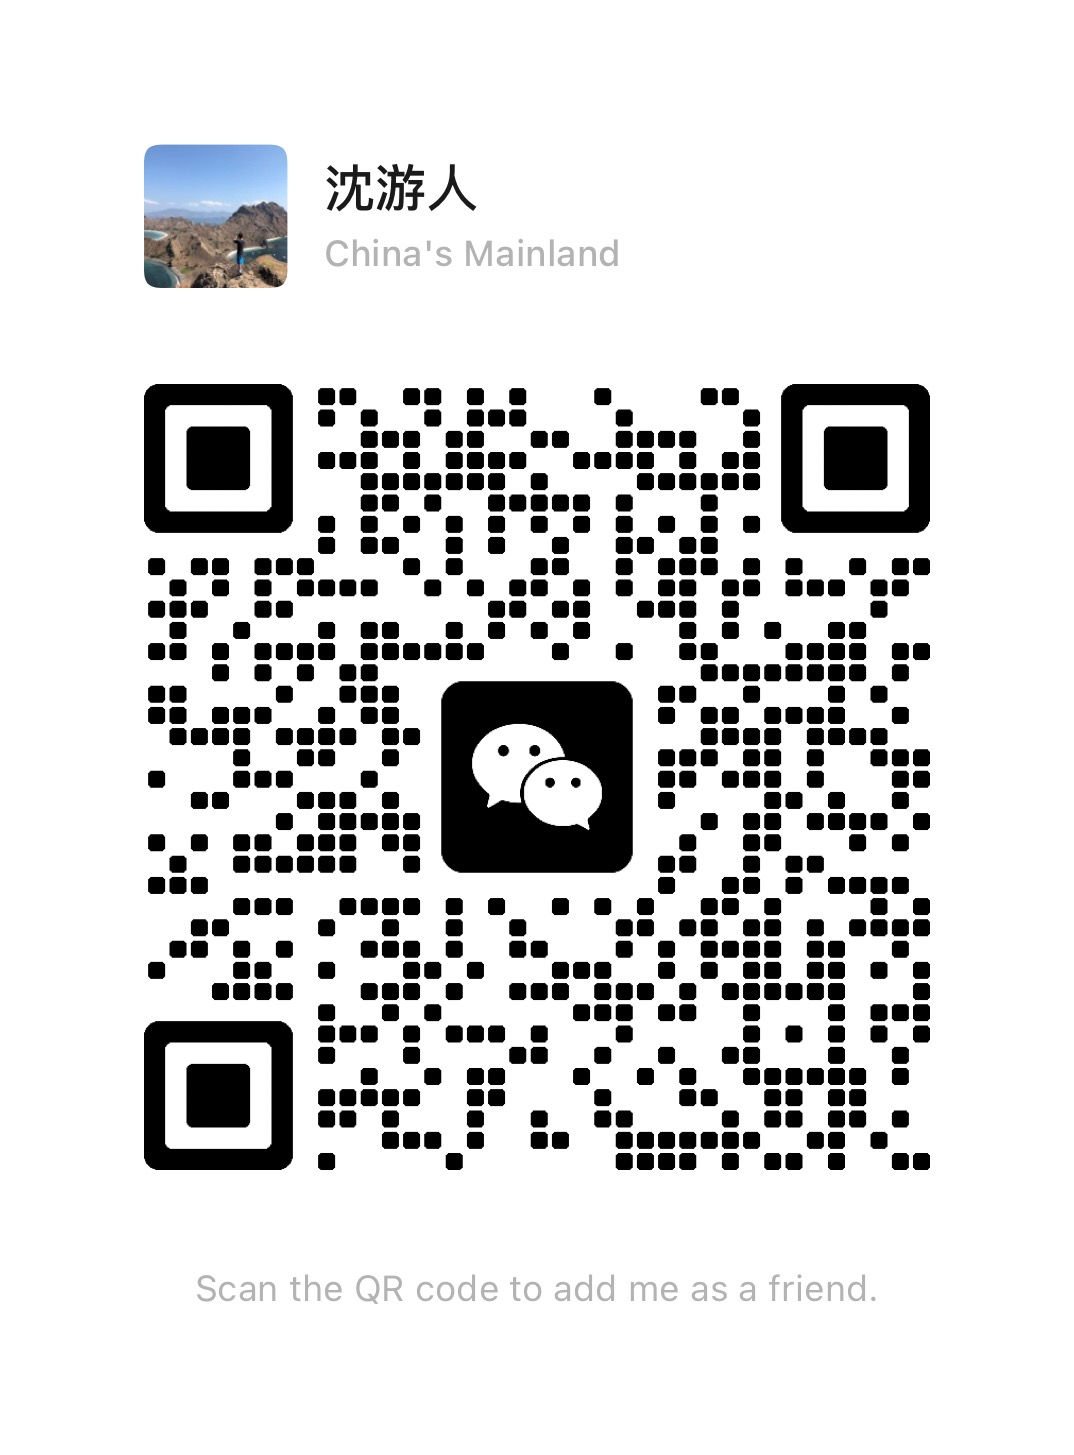 沈游人
China's Mainland
Scan the QR code to add me as a friend.